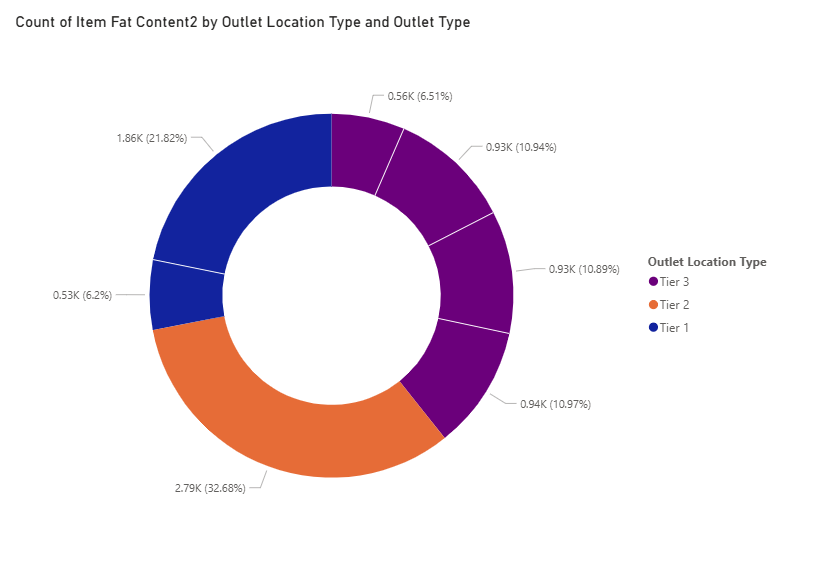 Count of Item Fat Content2 by Outlet Location Type and Outlet Type
0.56K (6.51%)
0.93K (10.94%)
0.93K (10.89%)
0.94K (10.97%)
2.79K (32.68%)
0.53K (6.2%)
1.86K (21.82%)
Outlet Location Type
Tier 3
Tier 2
Tier 1